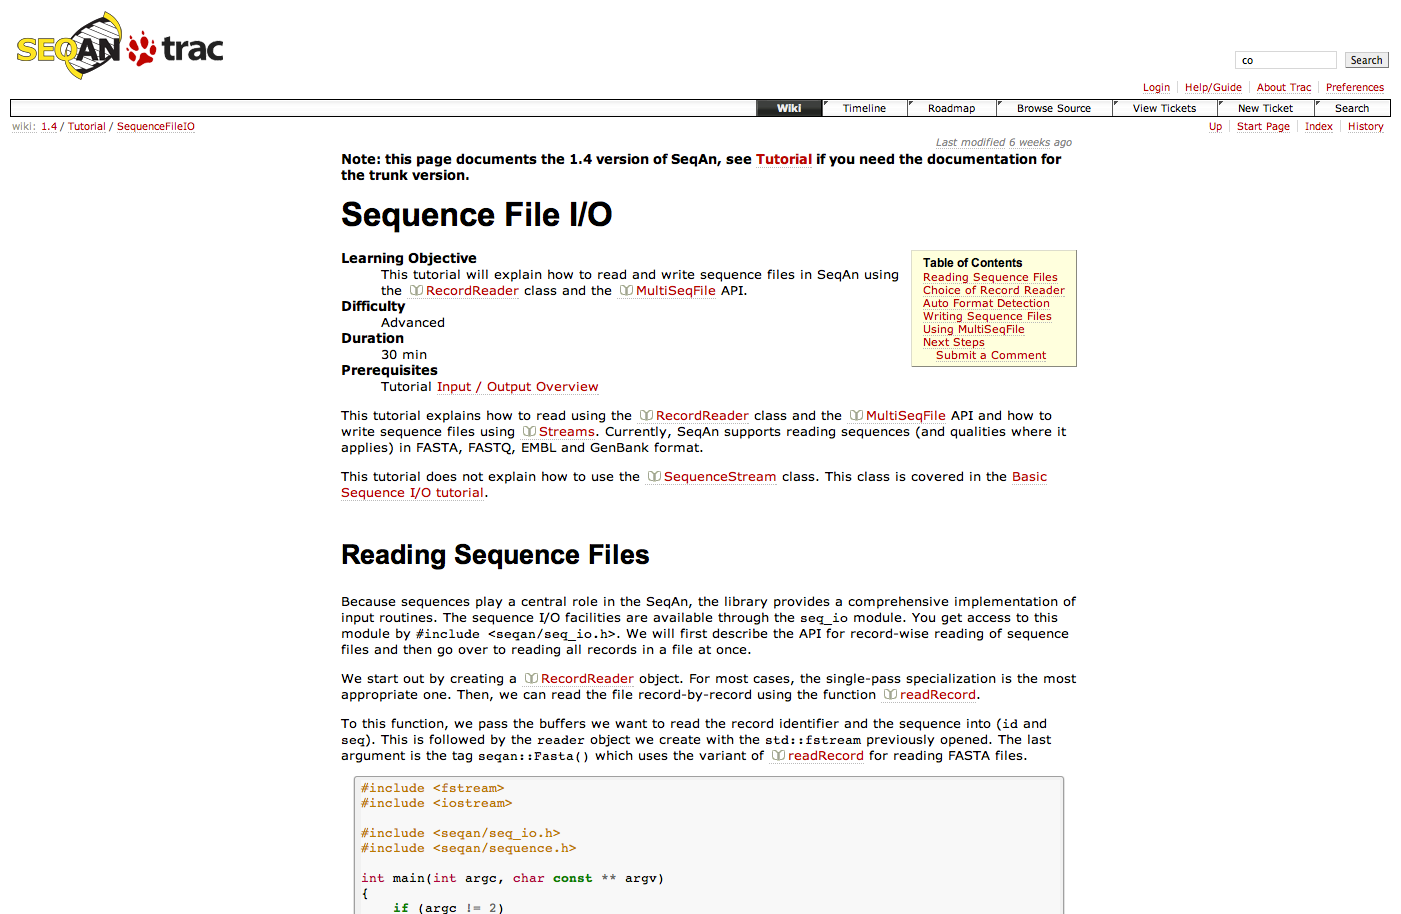 SEQAN trac
co
Search
Login Help/Guide About Trac Preferences
Wiki Timeline Roadmap Browse Source View Tickets New Ticket Search
wiki: 1.4 / Tutorial / SequenceFileIO
Up Start Page Index History
Last modified 6 weeks ago
Note: this page documents the 1.4 version of SeqAn, see Tutorial if you need the documentation for
the trunk version.
Sequence File I/O
Learning Objective
This tutorial will explain how to read and write sequence files in SeqAn using
the RecordReader class and the MultiSeqFile API.
Difficulty
Advanced
Duration
30 min
Prerequisites
Tutorial Input / Output Overview
Table of Contents
Reading Sequence Files
Choice of Record Reader
Auto Format Detection
Writing Sequence Files
Using MultiSeqFile
Next Steps
Submit a Comment
This tutorial explains how to read using the RecordReader class and the MultiSeqFile API and how to
write sequence files using Streams. Currently, SeqAn supports reading sequences (and qualities where it
applies) in FASTA, FASTQ, EMBL and GenBank format.
This tutorial does not explain how to use the SequenceStream class. This class is covered in the Basic
Sequence I/O tutorial.
Reading Sequence Files
Because sequences play a central role in the SeqAn, the library provides a comprehensive implementation of
input routines. The sequence I/O facilities are available through the seq_io module. You get access to this
module by #include <seqan/seq_io.h>. We will first describe the API for record-wise reading of sequence
files and then go over to reading all records in a file at once.
We start out by creating a RecordReader object. For most cases, the single-pass specialization is the most
appropriate one. Then, we can read the file record-by-record using the function readRecord.
To this function, we pass the buffers we want to read the record identifier and the sequence into (id and
seq). This is followed by the reader object we create with the std::fstream previously opened. The last
argument is the tag seqan::Fasta() which uses the variant of readRecord for reading FASTA files.
#include <fstream>
#include <iostream>
#include <seqan/seq_io.h>
#include <seqan/sequence.h>
int main(int argc, char const ** argv)
{
if (argc != 2)